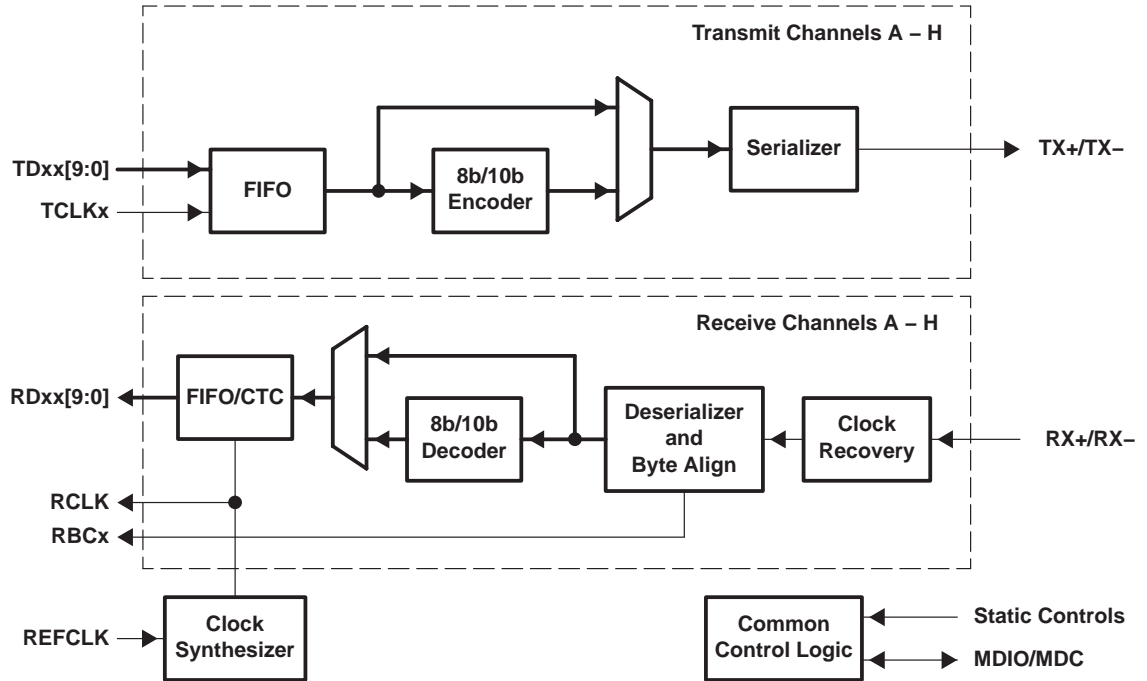 Transmit Channels A – H
TDxx[9:0]
TCLKx
FIFO
8b/10b
Encoder
Serializer
TX+/TX–
Receive Channels A – H
RDxx[9:0]
FIFO/CTC
8b/10b
Decoder
Deserializer
and
Byte Align
Clock
Recovery
RX+/RX–
RCLK
RBCx
REFCLK
Clock
Synthesizer
Common
Control Logic
Static Controls
MDIO/MDC